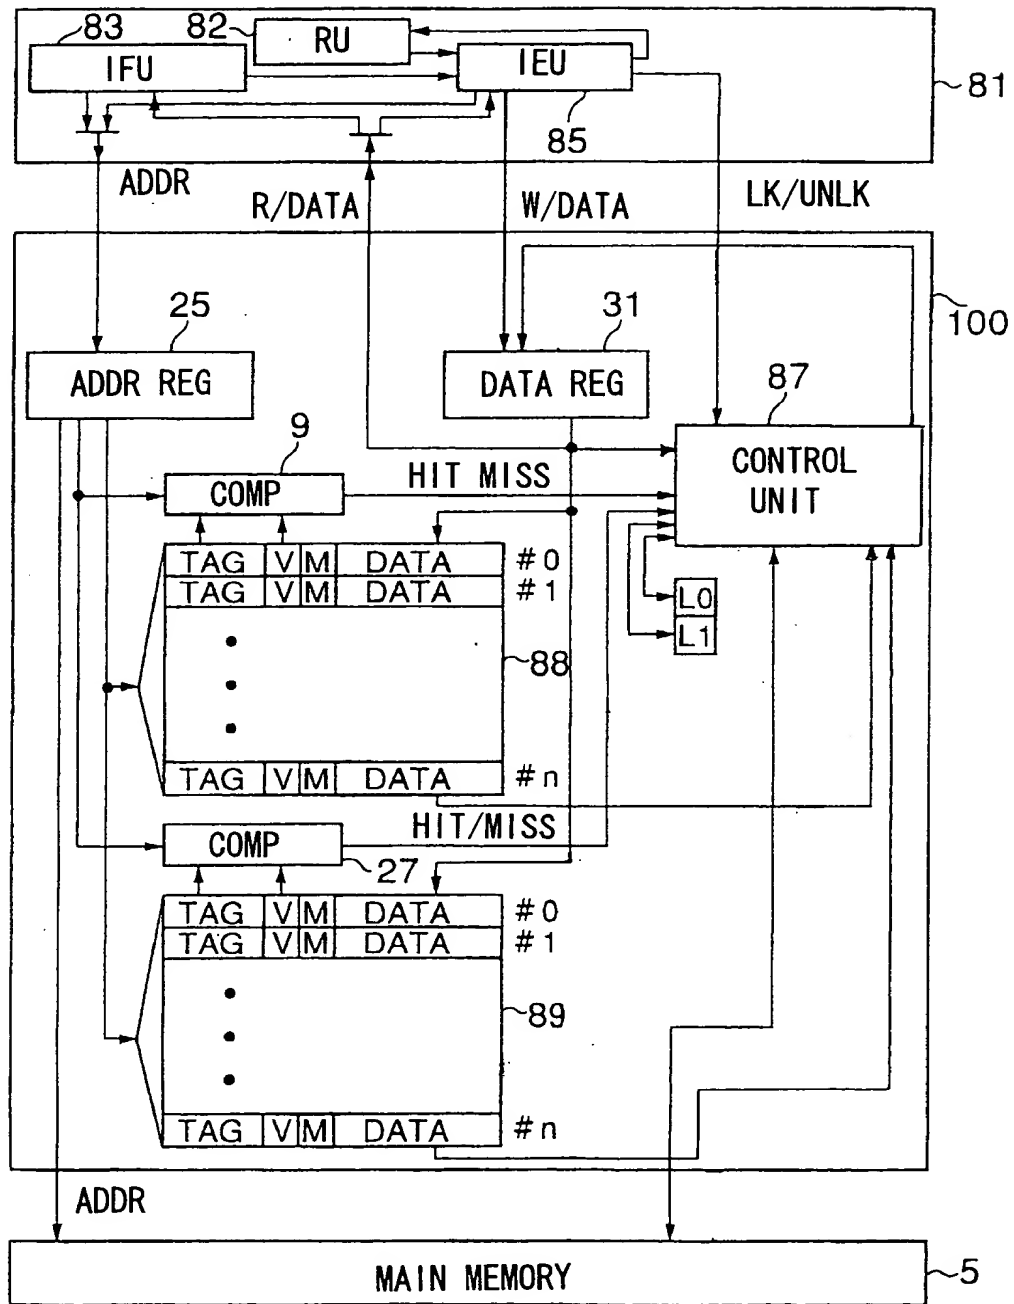 83
82
RU
IFU
IEU
81
85
ADDR
R/DATA
W/DATA
LK/UNLK
100
25
31
ADDR REG
DATA REG
87
9
CONTROL
UNIT
COMP
HIT MISS
TAG V M DATA #0
TAG V M DATA #1
L0
L1
88
TAG V M DATA #n
HIT/MISS
COMP
27
TAG V M DATA #0
TAG V M DATA #1
89
TAG V M DATA #n
ADDR
MAIN MEMORY
5